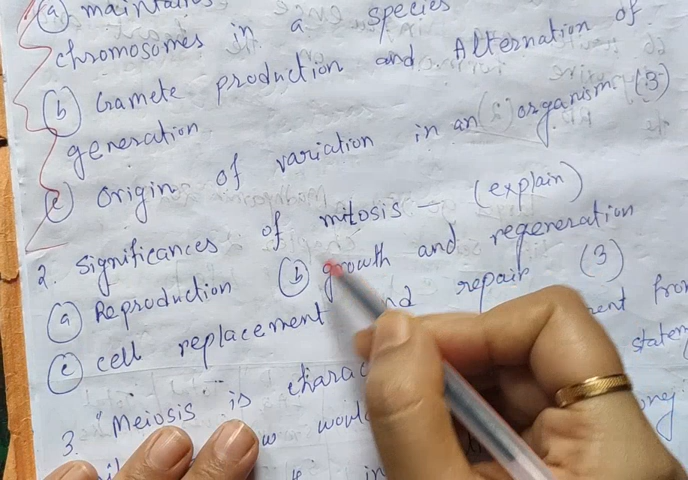 (a) maintains
chromosomes in a species
(b) Gamete production and Alternation of
generation
(c) origin of variation in an organism (3)
2. Significances of mitosis – (explain)
(a) Reproduction (b) growth and regeneration
(c) cell replacement and repair (3)
3. "Meiosis" is